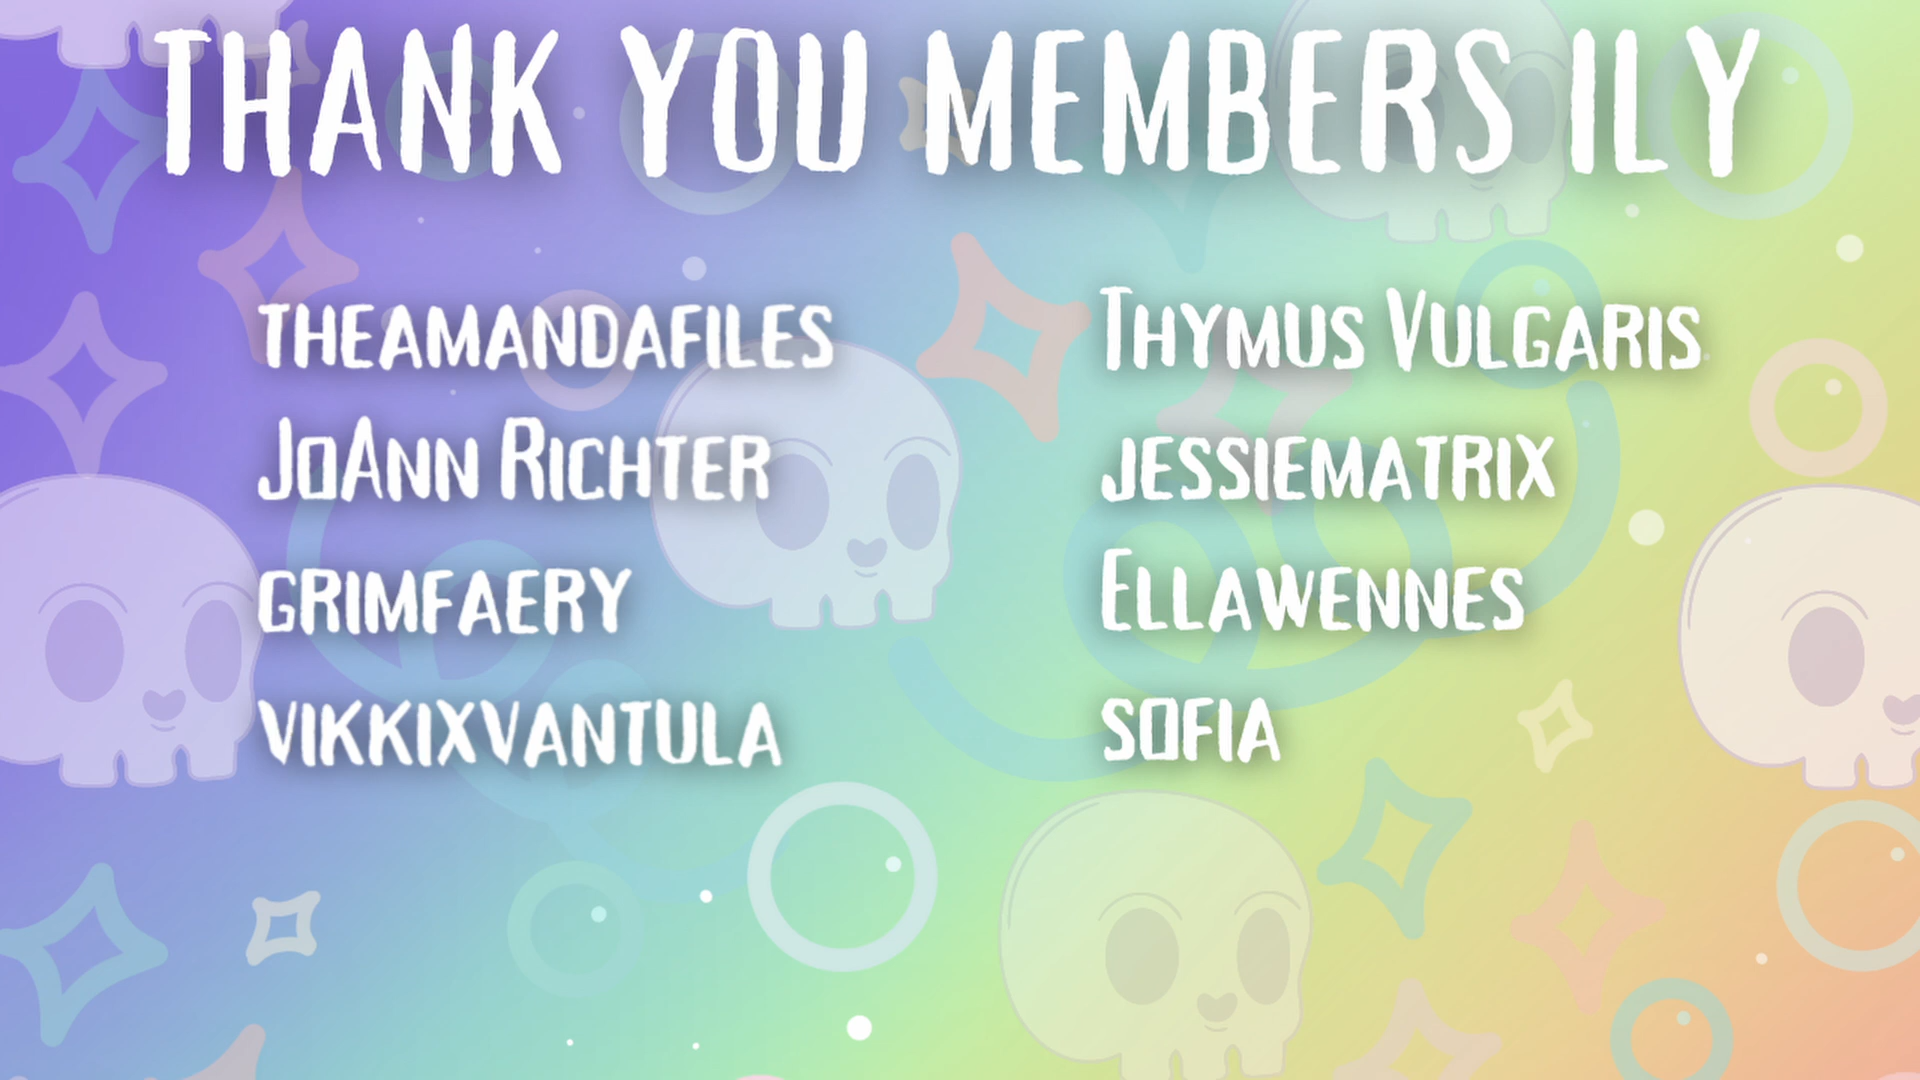 THANK YOU MEMBERS ILY
THEAMANDAFILES
JOANN RICHTER
GRIMFAERY
VIKKIXVANTULA
THYMUS VULGARIS
JESSIEMATRIX
ELLAWENNES
SOFIA